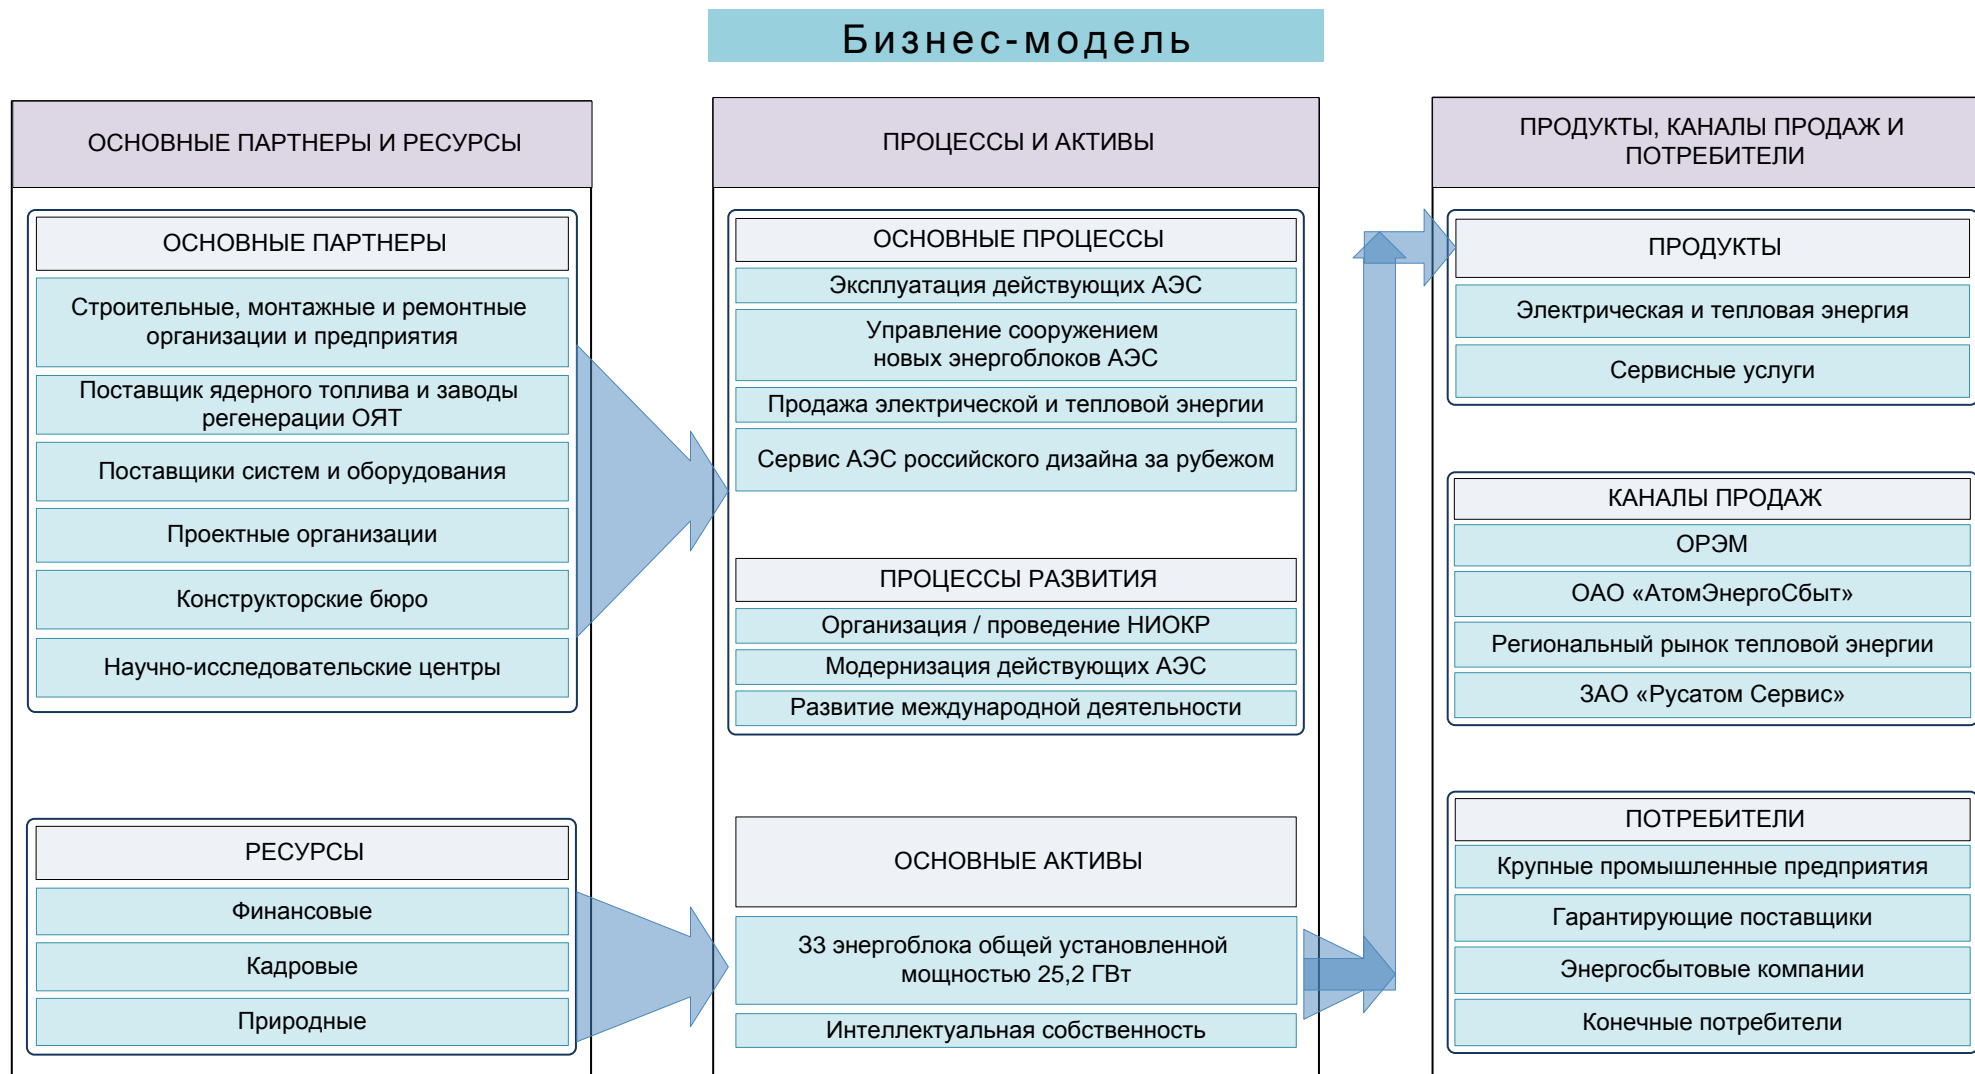 Бизнес-модель
ОСНОВНЫЕ ПАРТНЕРЫ И РЕСУРСЫ
ОСНОВНЫЕ ПАРТНЕРЫ
Строительные, монтажные и ремонтные
организации и предприятия
Поставщик ядерного топлива и заводы
регенерации ОЯТ
Поставщики систем и оборудования
Проектные организации
Конструкторские бюро
Научно-исследовательские центры
РЕСУРСЫ
Финансовые
Кадровые
Природные
ПРОЦЕССЫ И АКТИВЫ
ОСНОВНЫЕ ПРОЦЕССЫ
Эксплуатация действующих АЭС
Управление сооружением
новых энергоблоков АЭС
Продажа электрической и тепловой энергии
Сервис АЭС российского дизайна за рубежом
ПРОЦЕССЫ РАЗВИТИЯ
Организация / проведение НИОКР
Модернизация действующих АЭС
Развитие международной деятельности
ОСНОВНЫЕ АКТИВЫ
33 энергоблока общей установленной
мощностью 25,2 ГВт
Интеллектуальная собственность
ПРОДУКТЫ, КАНАЛЫ ПРОДАЖ И
ПОТРЕБИТЕЛИ
ПРОДУКТЫ
Электрическая и тепловая энергия
Сервисные услуги
КАНАЛЫ ПРОДАЖ
ОРЭМ
ОАО «АтомЭнергоСбыт»
Региональный рынок тепловой энергии
ЗАО «Русатом Сервис»
ПОТРЕБИТЕЛИ
Крупные промышленные предприятия
Гарантирующие поставщики
Энергосбытовые компании
Конечные потребители